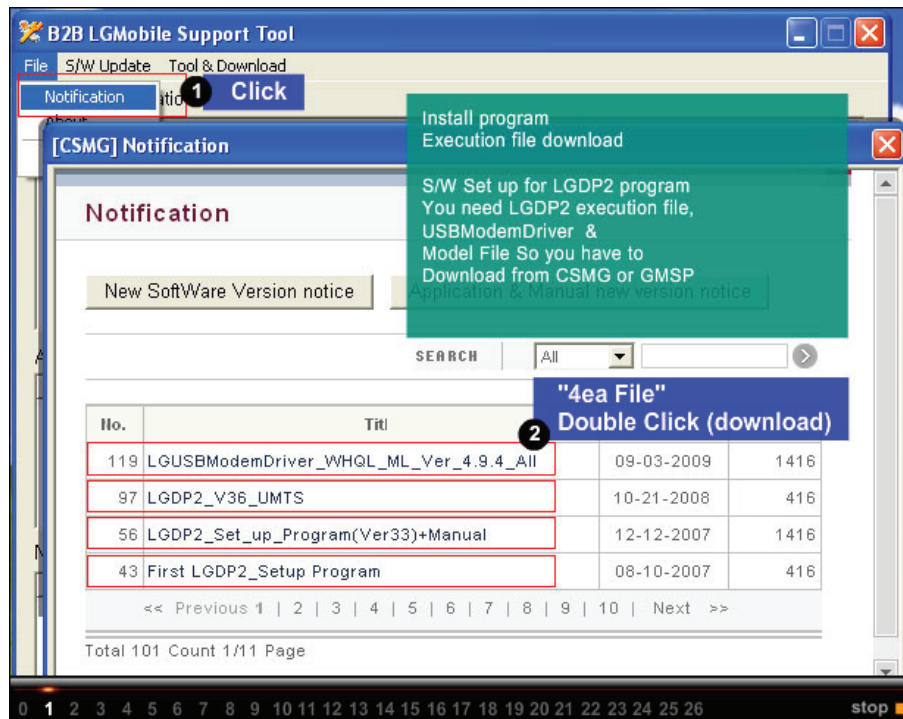 B2B LGMobile Support Tool
File S/W Update Tool & Download
Notification
1 Click
About
[CSMG] Notification
Install program
Execution file download
S/W Set up for LGDP2 program
You need LGDP2 execution file,
USBModemDriver &
Model File So you have to
Download from CSMG or GMSP
Notification
New SoftWare Version notice
Application & Manual new version notice
SEARCH All
"4ea File"
Double Click (download)
2
No. Titl
119 LGUSBModemDriver_WHQL_ML_Ver_4.9.4_All 09-03-2009 1416
97 LGDP2_V36_UMTS 10-21-2008 416
56 LGDP2_Set_up_Program(Ver33)+Manual 12-12-2007 1416
43 First LGDP2_Setup Program 08-10-2007 416
<< Previous 1 | 2 | 3 | 4 | 5 | 6 | 7 | 8 | 9 | 10 | Next >>
Total 101 Count 1/11 Page
0 1 2 3 4 5 6 7 8 9 10 11 12 13 14 15 16 17 18 19 20 21 22 23 24 25 26 stop